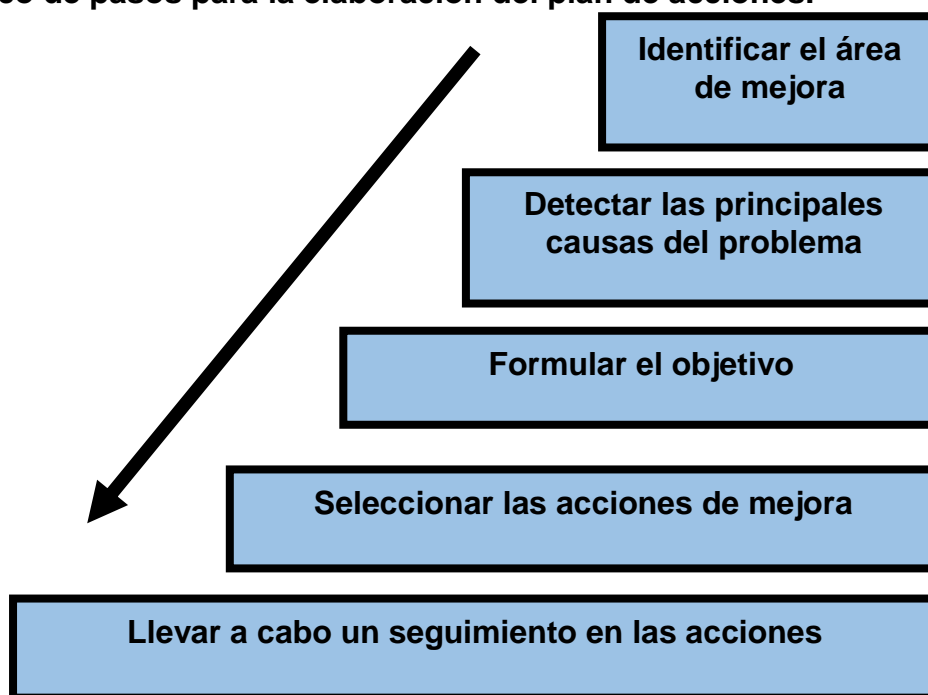 de pasos para la elaboración del plan de acciones.
Identificar el área
de mejora
Detectar las principales
causas del problema
Formular el objetivo
Seleccionar las acciones de mejora
Llevar a cabo un seguimiento en las acciones